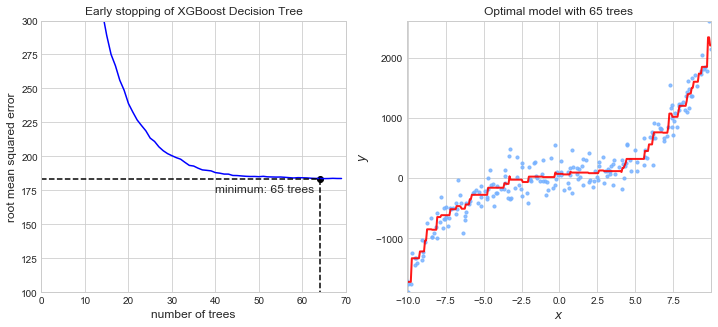 Early stopping of XGBoost Decision Tree
300
275
250
225
200
175
150
125
100
root mean squared error
minimum: 65 trees
0 10 20 30 40 50 60 70
number of trees
Optimal model with 65 trees
2000
1000
0
−1000
y
−10.0 −7.5 −5.0 −2.5 0.0 2.5 5.0 7.5
x